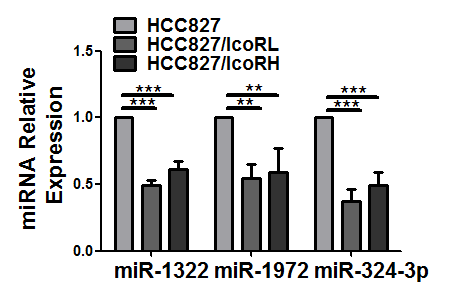 HCC827
HCC827/IcoRL
HCC827/IcoRH
miRNA Relative
Expression
1.5
1.0
0.5
0.0
*** ** ***
*** ** ***
miR-1322 miR-1972 miR-324-3p